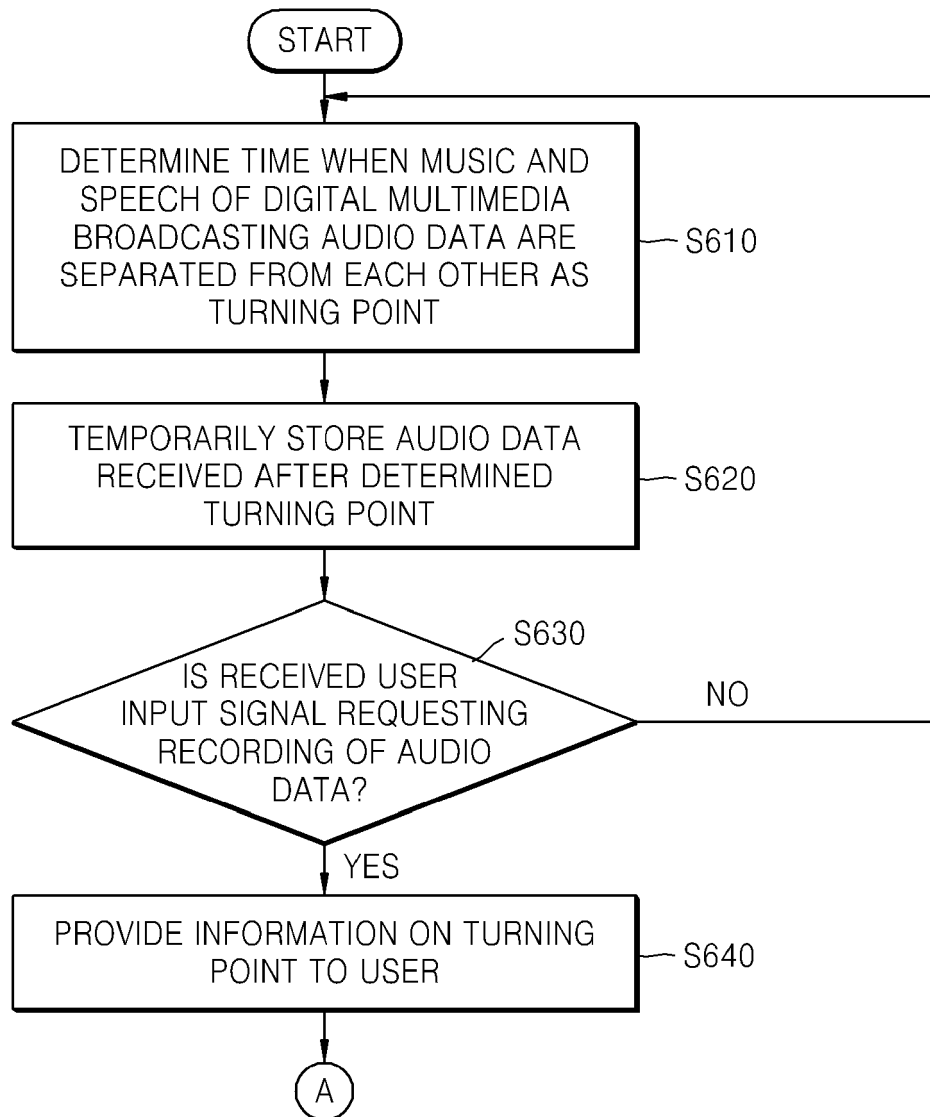 START
DETERMINE TIME WHEN MUSIC AND
SPEECH OF DIGITAL MULTIMEDIA
BROADCASTING AUDIO DATA ARE
SEPARATED FROM EACH OTHER AS
TURNING POINT
S610
TEMPORARILY STORE AUDIO DATA
RECEIVED AFTER DETERMINED
TURNING POINT
S620
S630
IS RECEIVED USER
INPUT SIGNAL REQUESTING
RECORDING OF AUDIO
DATA?
NO
YES
PROVIDE INFORMATION ON TURNING
POINT TO USER
S640
A